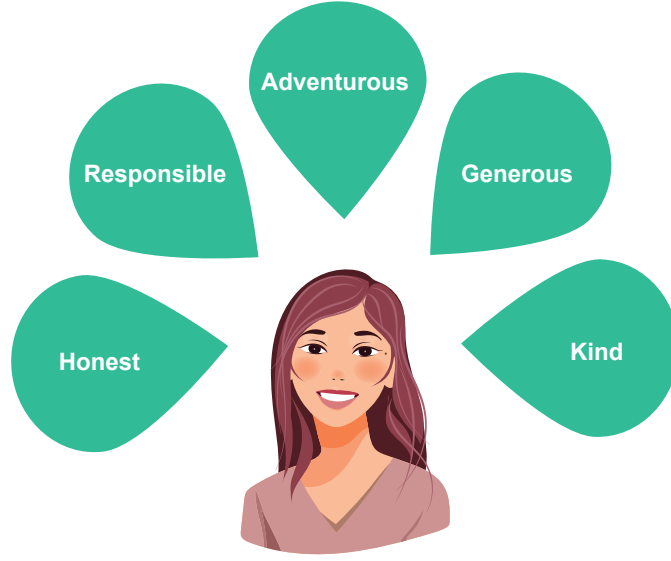 Adventurous
Responsible
Generous
Honest
Kind